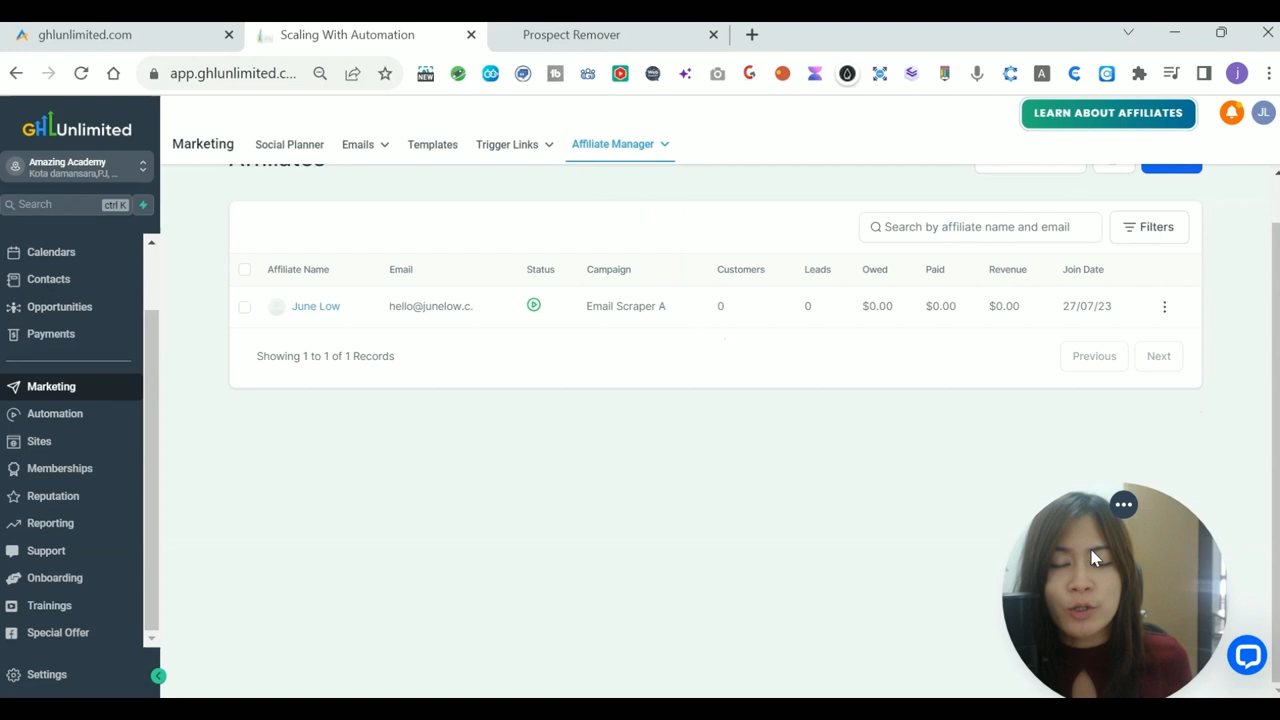 ghlunlimited.com
Scaling With Automation
Prospect Remover
app.ghlunlimited.c...
NEW
GHLUnlimited
LEARN ABOUT AFFILIATES
JL
Marketing
Social Planner
Emails
Templates
Trigger Links
Affiliate Manager
Amazing Academy
Kota damansara,PJ, ...
Search
ctrl K
Affiliates
Search by affiliate name and email
Filters
Affiliate Name
Email
Status
Campaign
Customers
Leads
Owed
Paid
Revenue
Join Date
June Low
hello@junelow.c.
Email Scraper A
0
0
$0.00
$0.00
$0.00
27/07/23
Showing 1 to 1 of 1 Records
Previous
Next
Calendars
Contacts
Opportunities
Payments
Marketing
Automation
Sites
Memberships
Reputation
Reporting
Support
Onboarding
Trainings
Special Offer
Settings